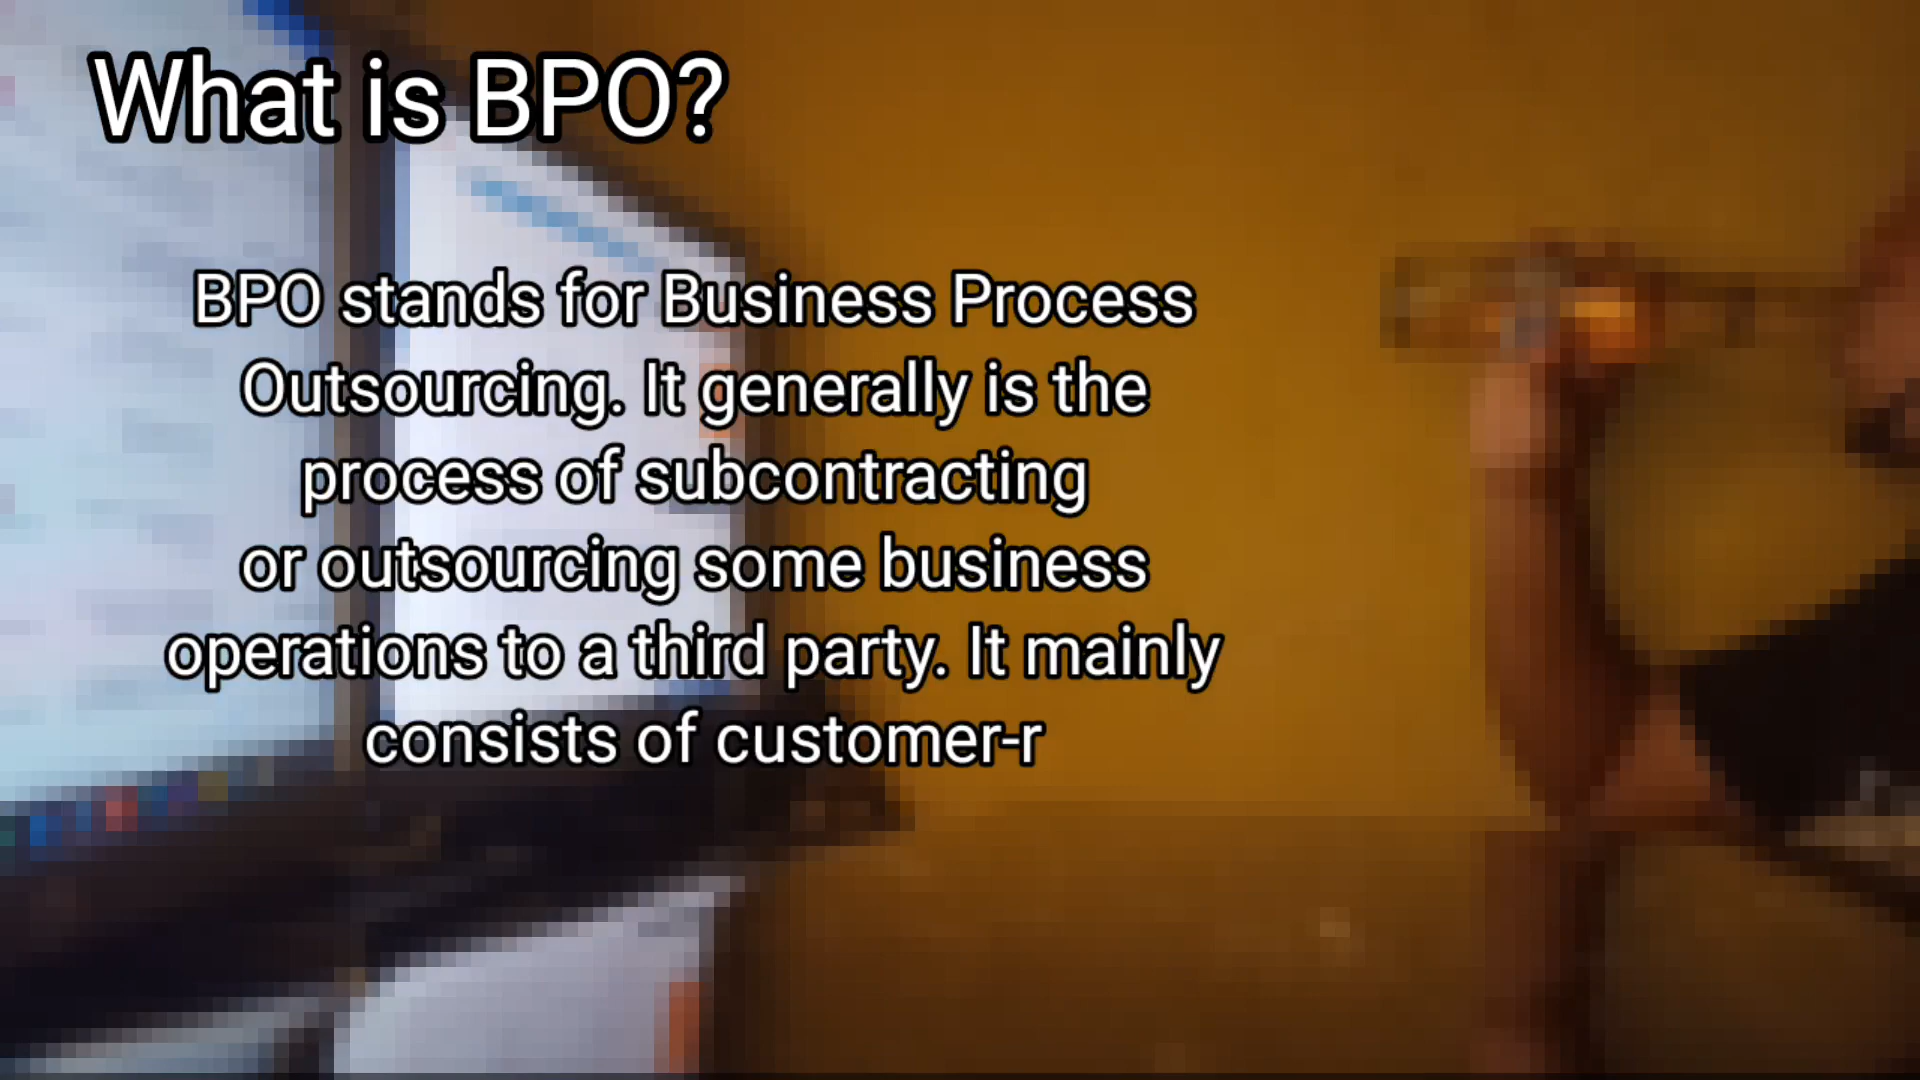 What is BPO?
BPO stands for Business Process
Outsourcing. It generally is the
process of subcontracting
or outsourcing some business
operations to a third party. It mainly
consists of customer-r